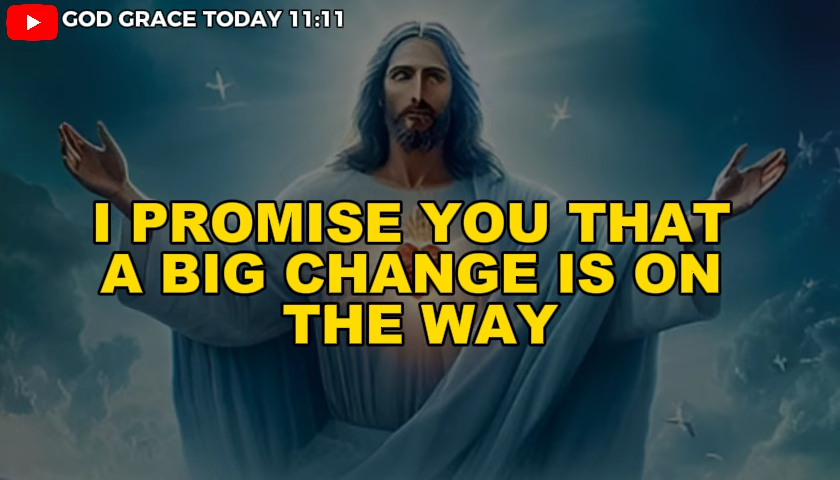 GOD GRACE TODAY 11:11
I PROMISE YOU THAT
A BIG CHANGE IS ON
THE WAY